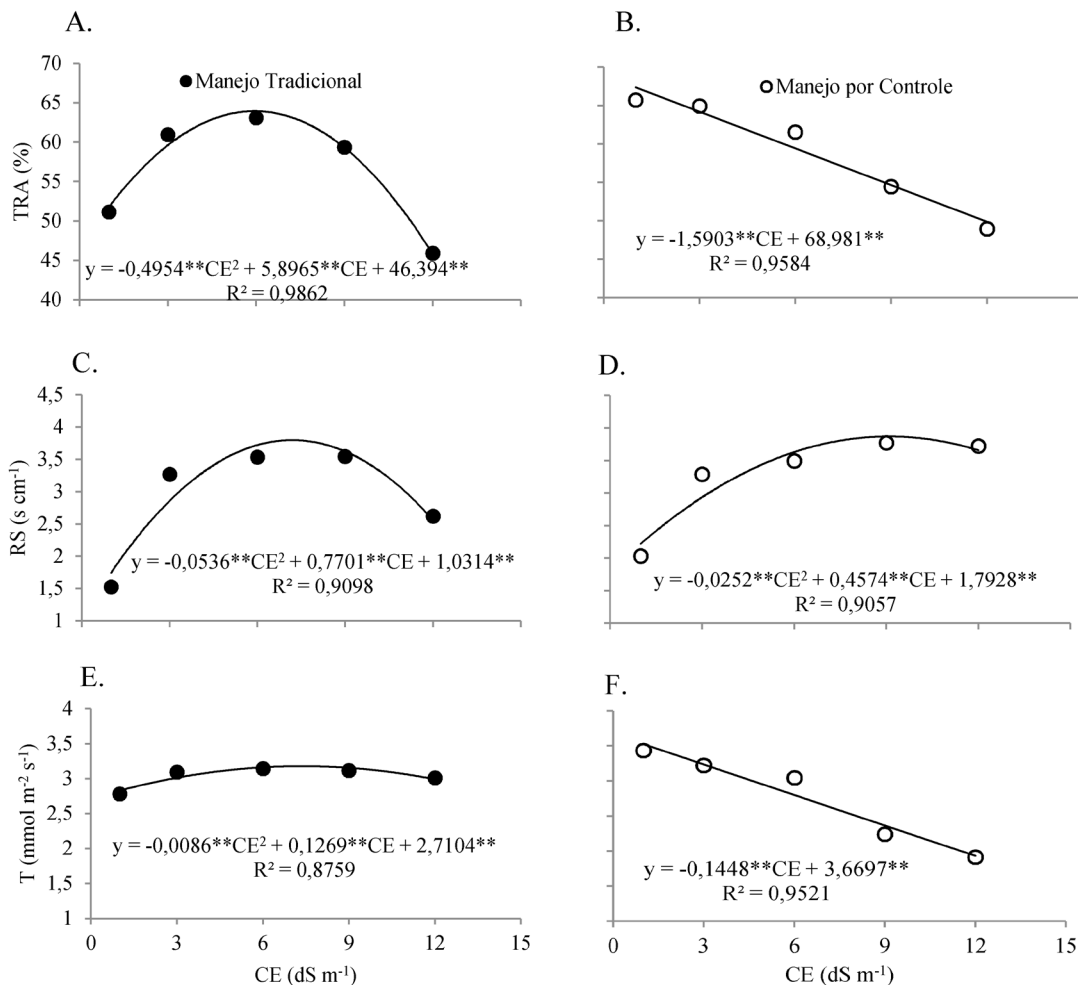 A.
70
65
60
55
50
45
40
TRA (%)
Manejo Tradicional
y = -0,4954**CE² + 5,8965**CE + 46,394**
R² = 0,9862
B.
Manejo por Controle
y = -1,5903**CE + 68,981**
R² = 0,9584
C.
4,5
4
3,5
3
2,5
2
1,5
1
RS (s cm⁻¹)
y = -0,0536**CE² + 0,7701**CE + 1,0314**
R² = 0,9098
D.
y = -0,0252**CE² + 0,4574**CE + 1,7928**
R² = 0,9057
E.
4
3,5
3
2,5
2
1,5
1
T (mmol m⁻² s⁻¹)
y = -0,0086**CE² + 0,1269**CE + 2,7104**
R² = 0,8759
0 3 6 9 12 15
CE (dS m⁻¹)
F.
y = -0,1448**CE + 3,6697**
R² = 0,9521
0 3 6 9 12 15
CE (dS m⁻¹)